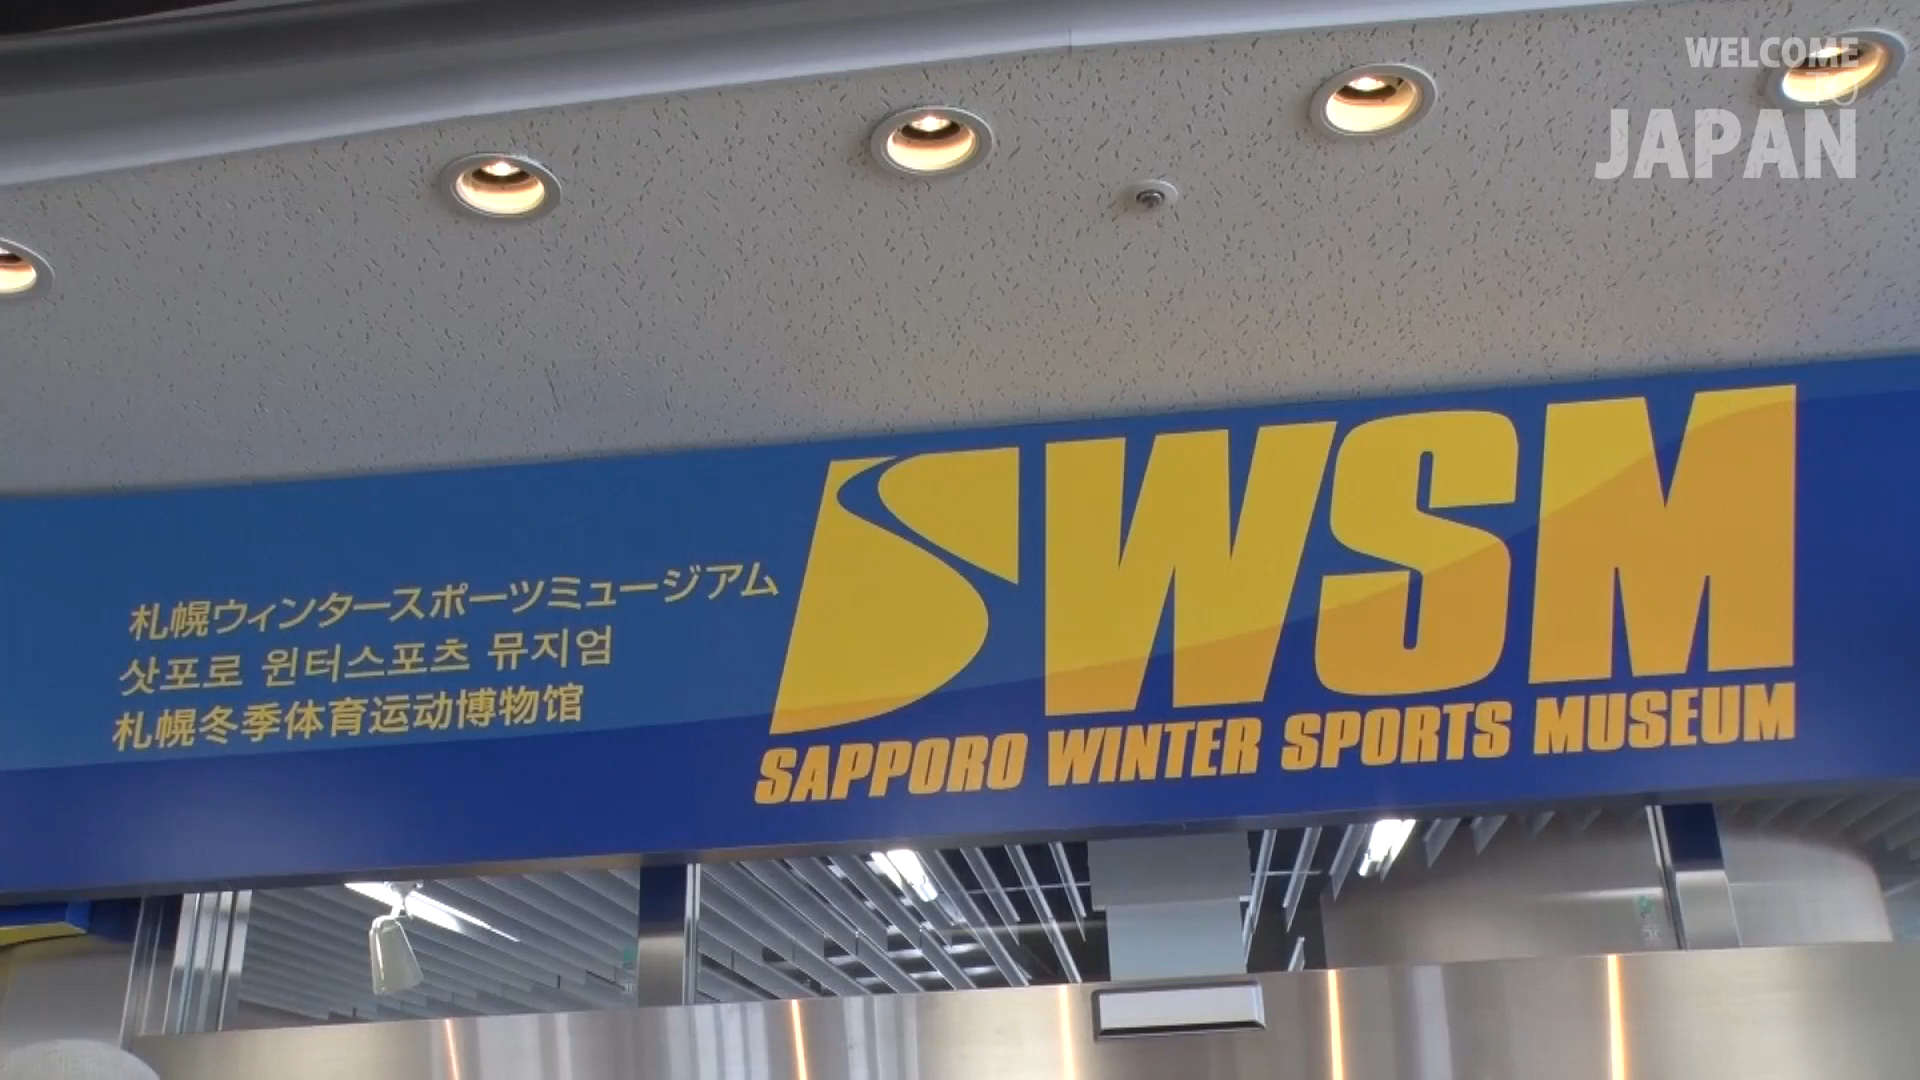 WELCOME
TO
JAPAN
SWSM
札幌ウィンタースポーツミュージアム
삿포로 윈터스포츠 뮤지엄
札幌冬季体育运动博物馆
SAPPORO WINTER SPORTS MUSEUM